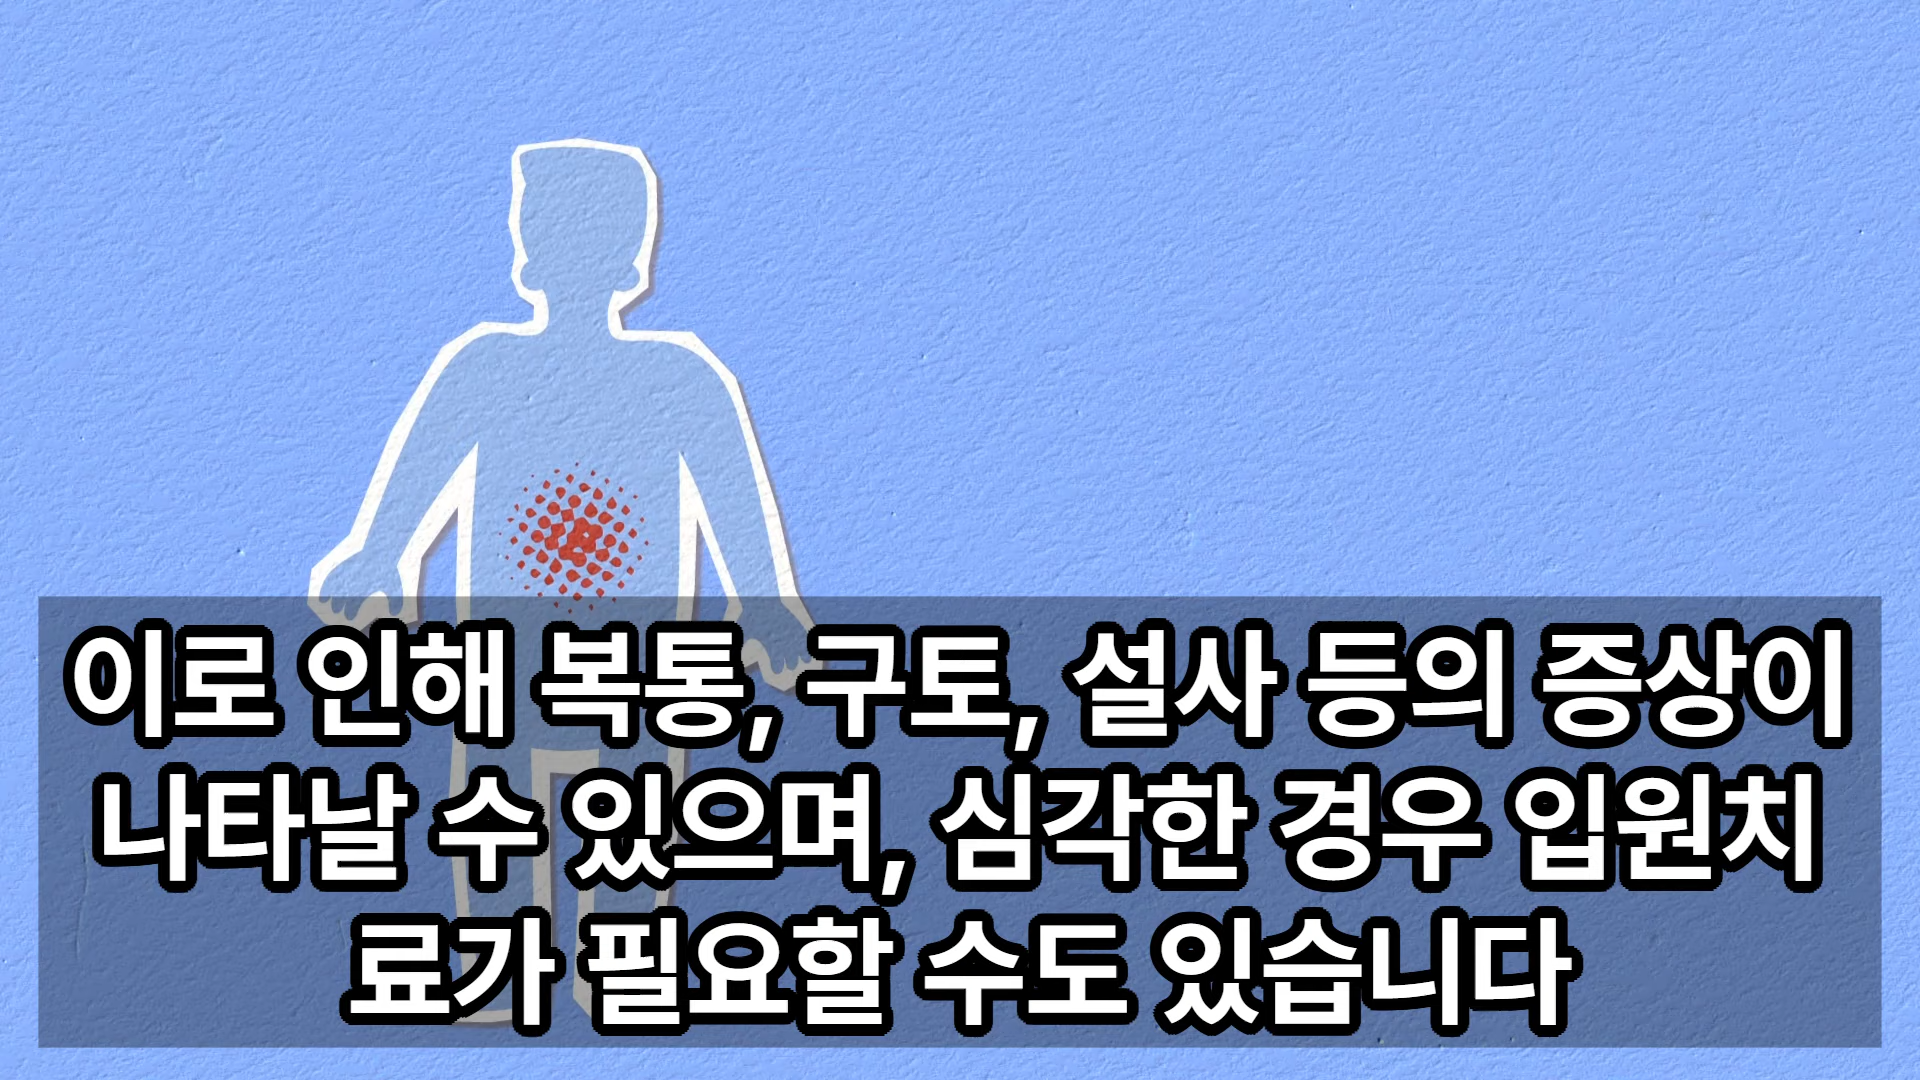 이로 인해 복통, 구토, 설사 등의 증상이
나타날 수 있으며, 심각한 경우 입원치
료가 필요할 수도 있습니다